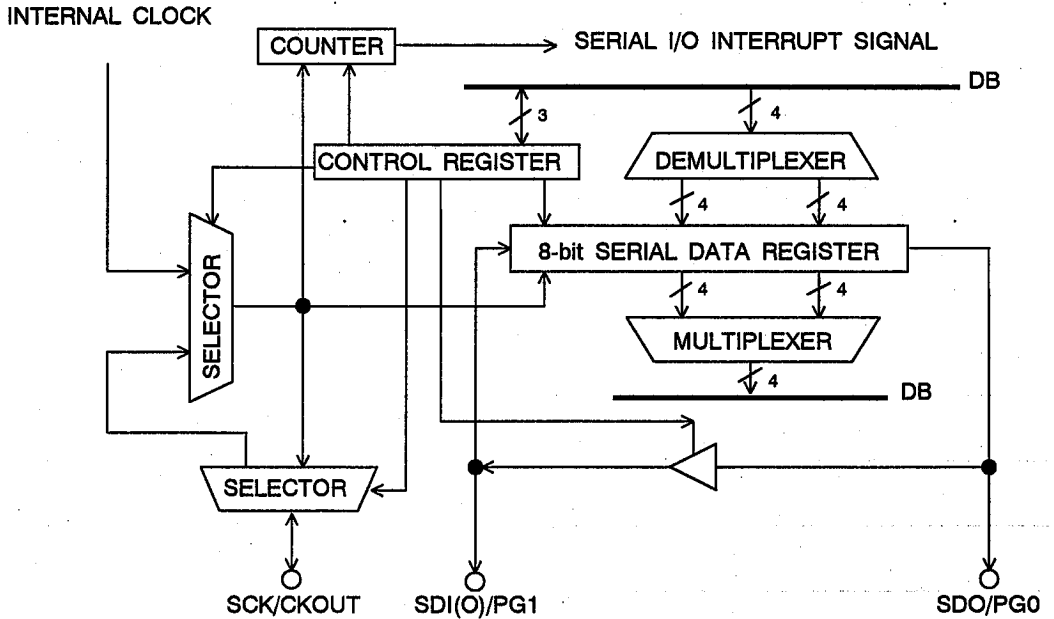 INTERNAL CLOCK
COUNTER
SERIAL I/O INTERRUPT SIGNAL
DB
3
4
CONTROL REGISTER
DEMULTIPLEXER
4
4
8-bit SERIAL DATA REGISTER
4
4
SELECTOR
MULTIPLEXER
4
DB
SELECTOR
SCK/CKOUT
SDI(O)/PG1
SDO/PG0